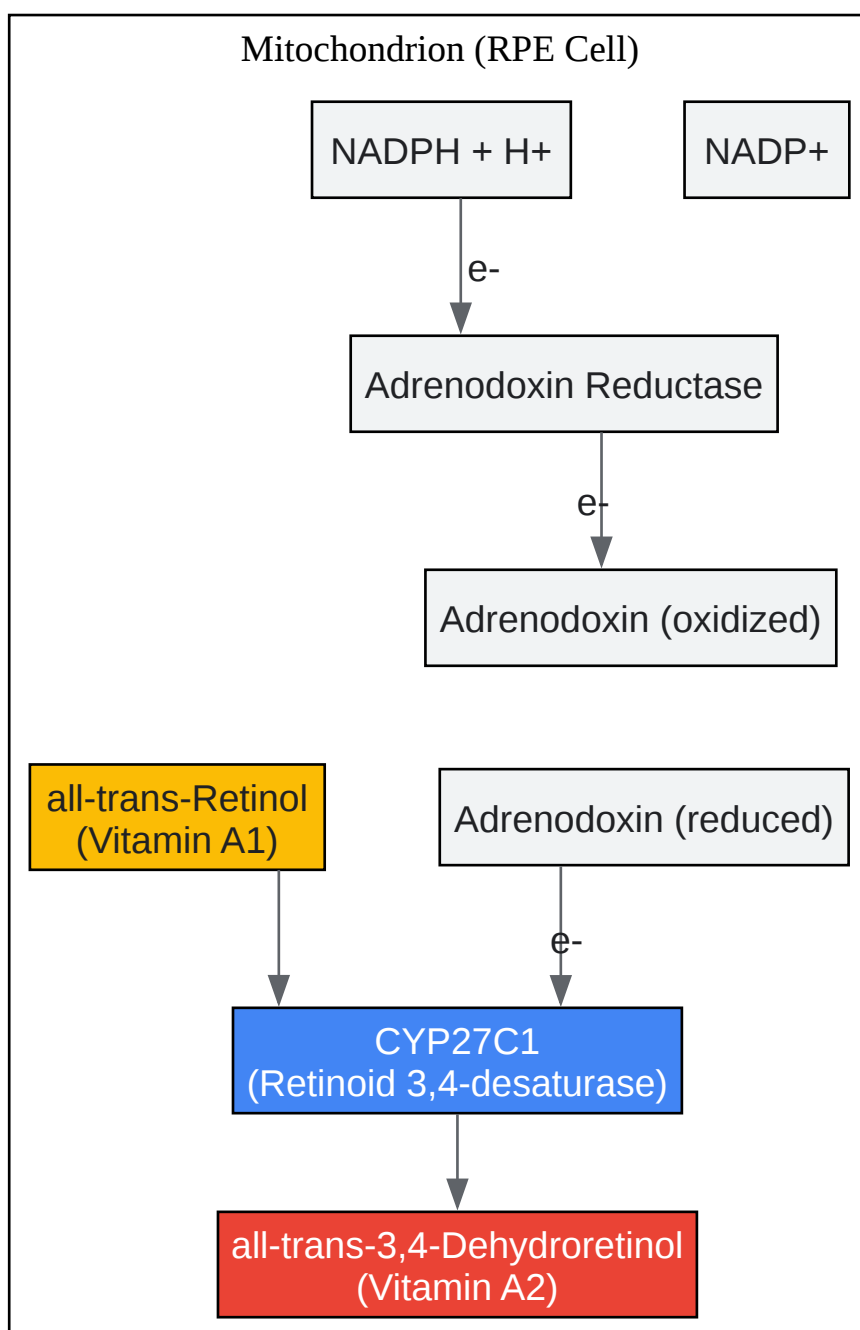 Mitochondrion (RPE Cell)
NADPH + H+
NADP+
e-
Adrenodoxin Reductase
e-
Adrenodoxin (oxidized)
all-trans-Retinol
(Vitamin A1)
Adrenodoxin (reduced)
e-
CYP27C1
(Retinoid 3,4-desaturase)
all-trans-3,4-Dehydroretinol
(Vitamin A2)